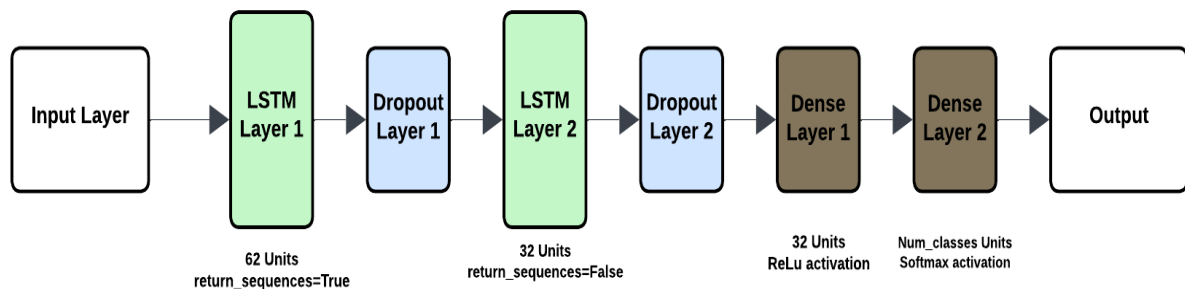 Input Layer
LSTM
Layer 1
Dropout
Layer 1
LSTM
Layer 2
Dropout
Layer 2
Dense
Layer 1
Dense
Layer 2
Output
62 Units
return_sequences=True
32 Units
return_sequences=False
32 Units
ReLu activation
Num_classes Units
Softmax activation